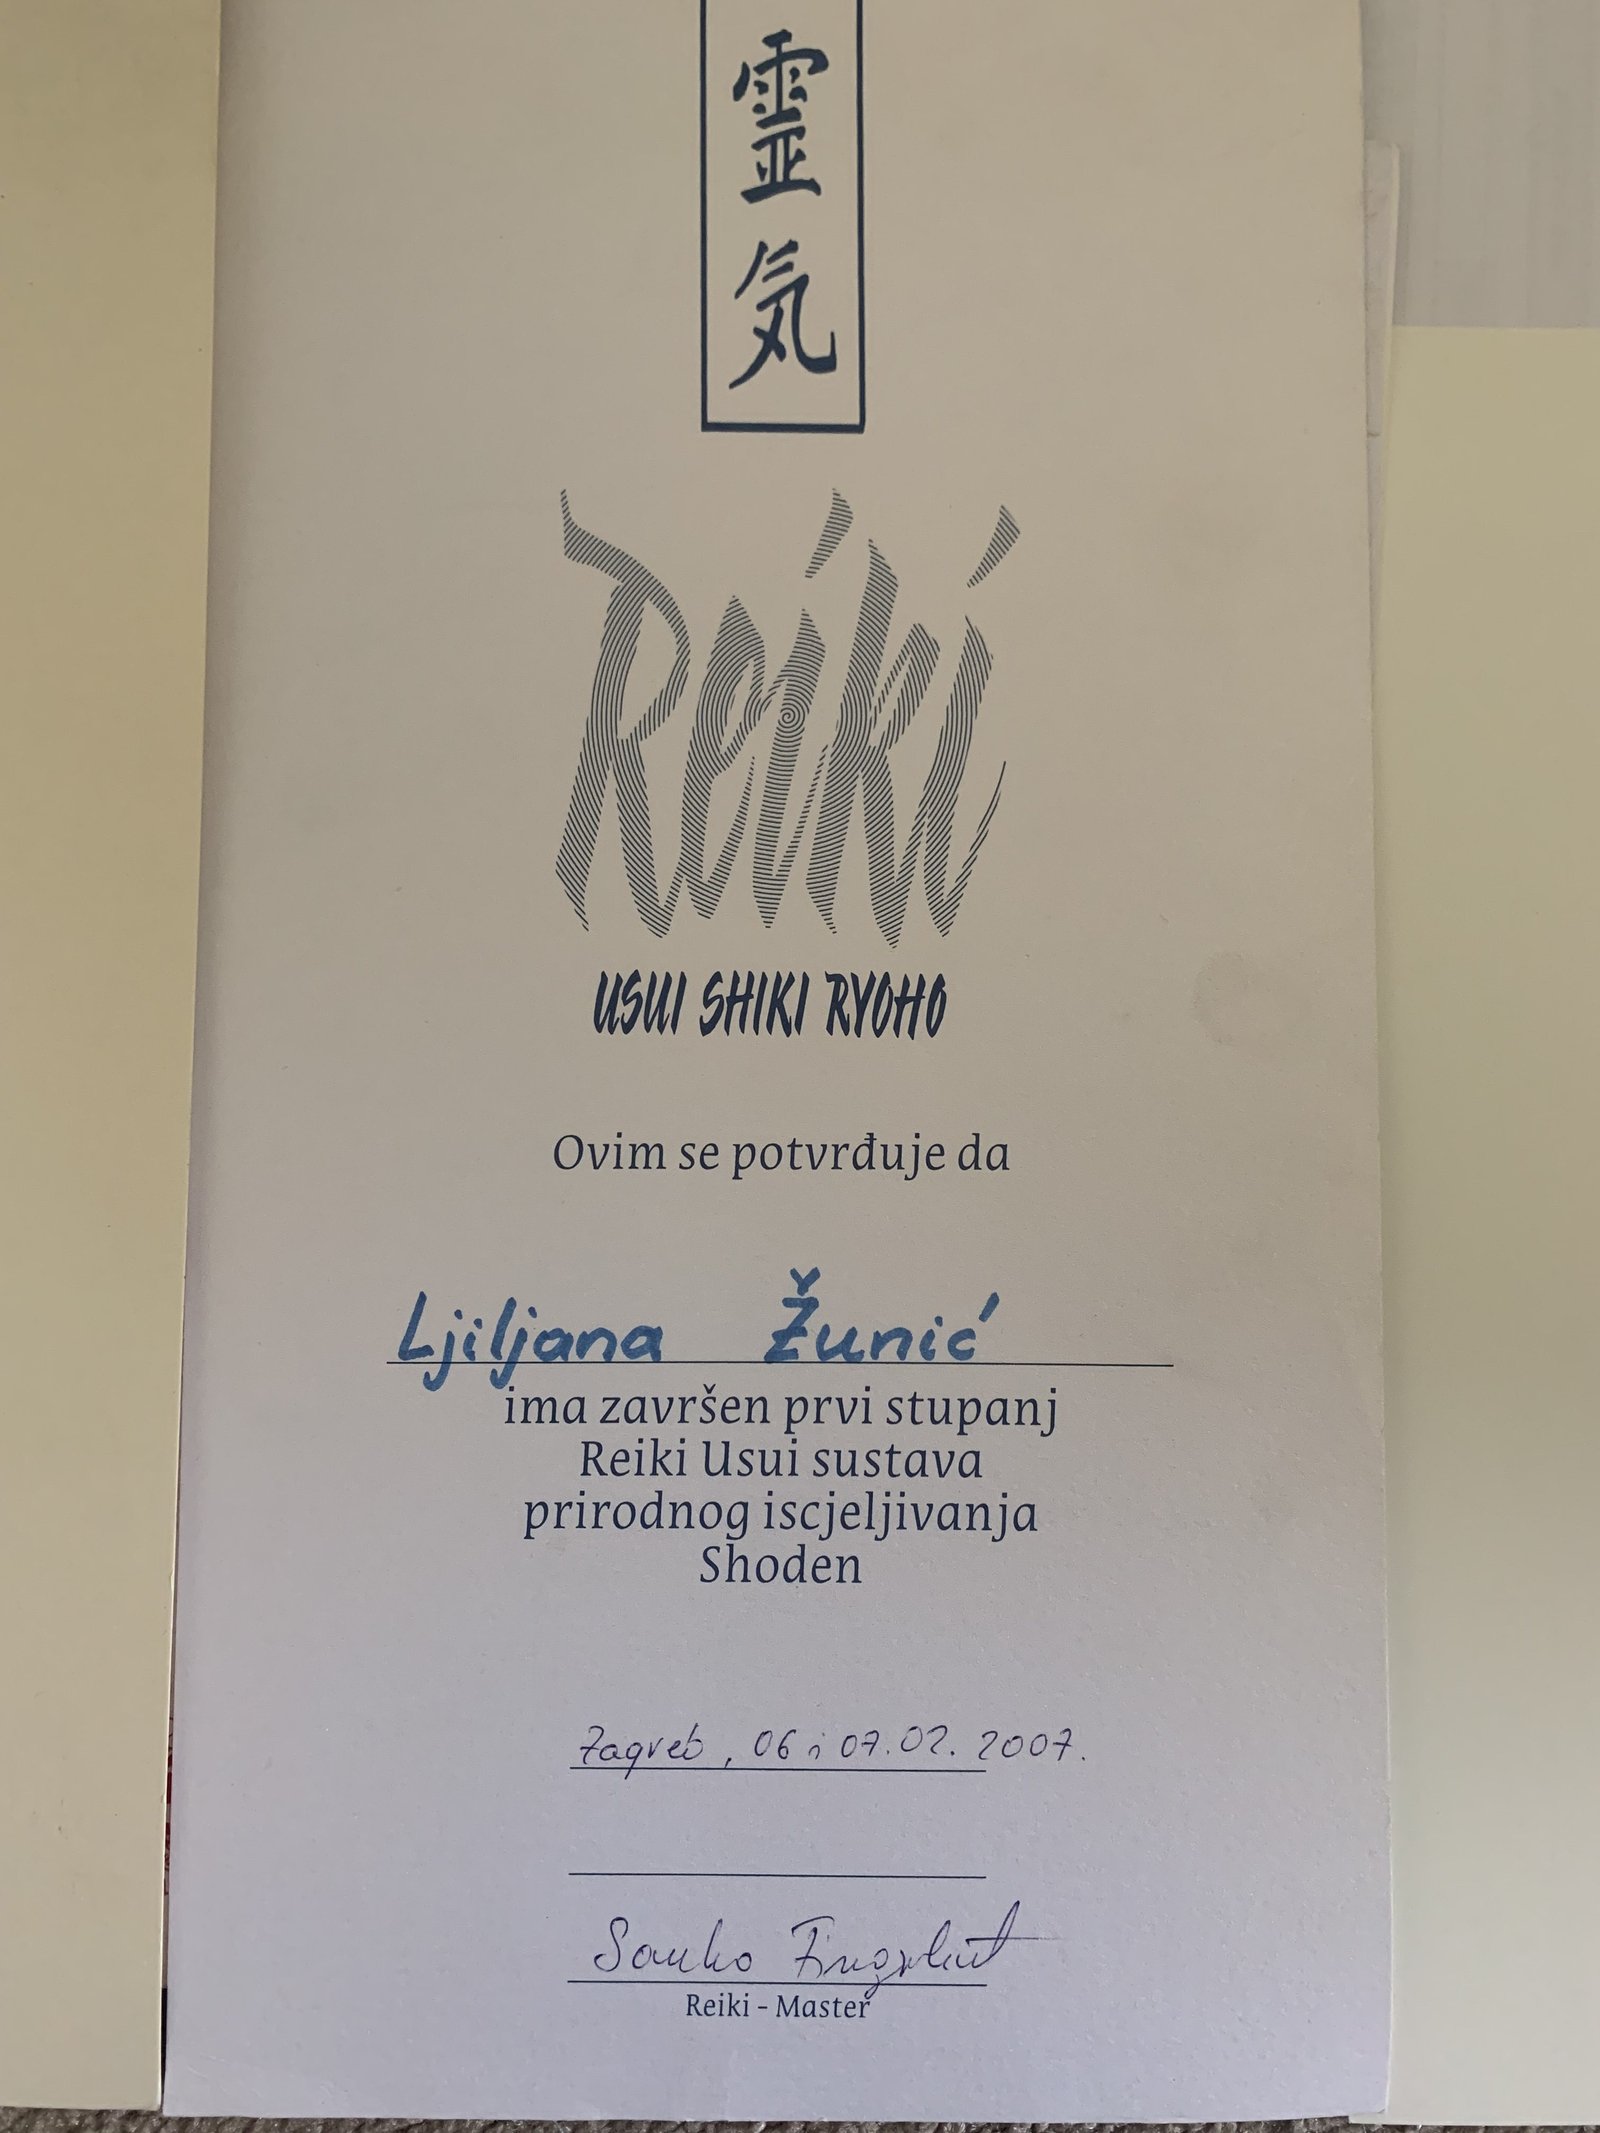 霊
気
Reiki
USUI SHIKI RYOHO
Ovim se potvrđuje da
Ljiljana Žunić
ima završen prvi stupanj
Reiki Usui sustava
prirodnog iscjeljivanja
Shoden
Zagreb, 06 i 07.02.2007.
Reiki - Master